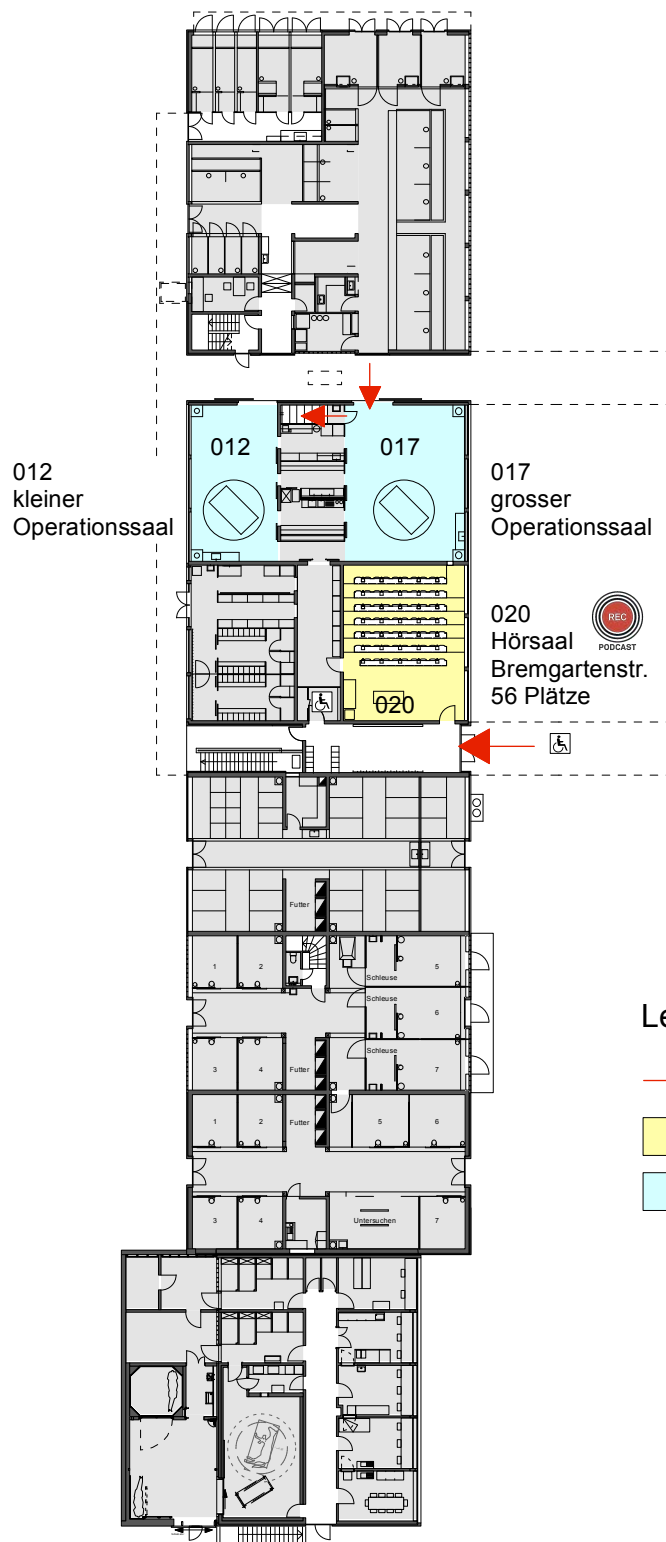 012
017
012
kleiner
Operationssaal
017
grosser
Operationssaal
020
Hörsaal
Bremgartenstr.
56 Plätze
REC
PODCAST
020
Futter
1
2
Schleuse
5
Schleuse
6
Schleuse
3
4
Futter
7
1
2
Futter
5
6
3
4
Untersuchen
7
Le